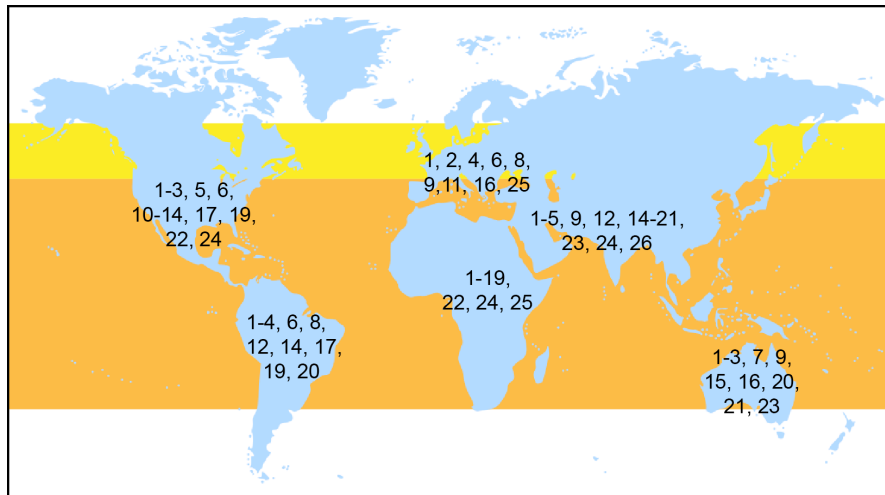 1, 2, 4, 6, 8,
9,11, 16, 25
1-3, 5, 6,
10-14, 17, 19,
22, 24
1-5, 9, 12, 14-21,
23, 24, 26
1-19,
22, 24, 25
1-4, 6, 8,
12, 14, 17,
19, 20
1-3, 7, 9,
15, 16, 20,
21, 23